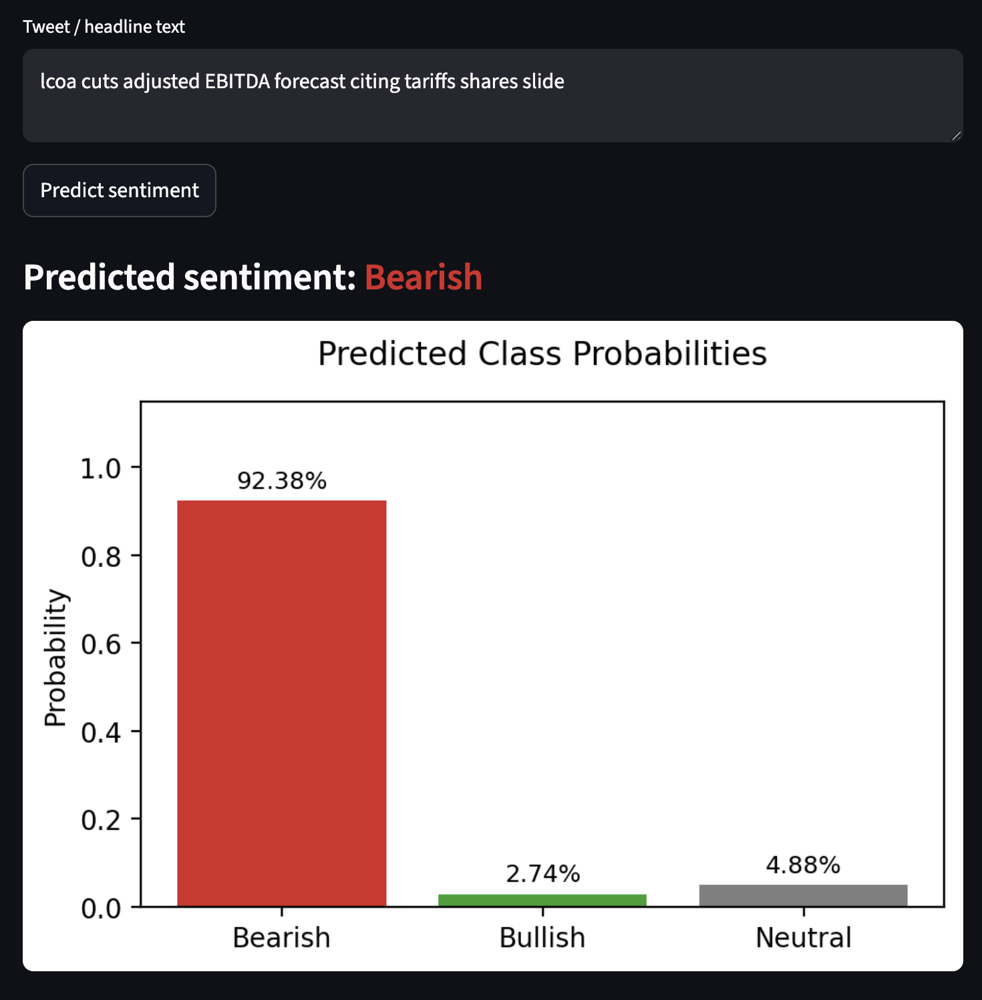 Tweet / headline text
lcoa cuts adjusted EBITDA forecast citing tariffs shares slide
Predict sentiment
Predicted sentiment: Bearish
Predicted Class Probabilities
Probability
1.0
0.8
0.6
0.4
0.2
0.0
92.38%
2.74%
4.88%
Bearish
Bullish
Neutral